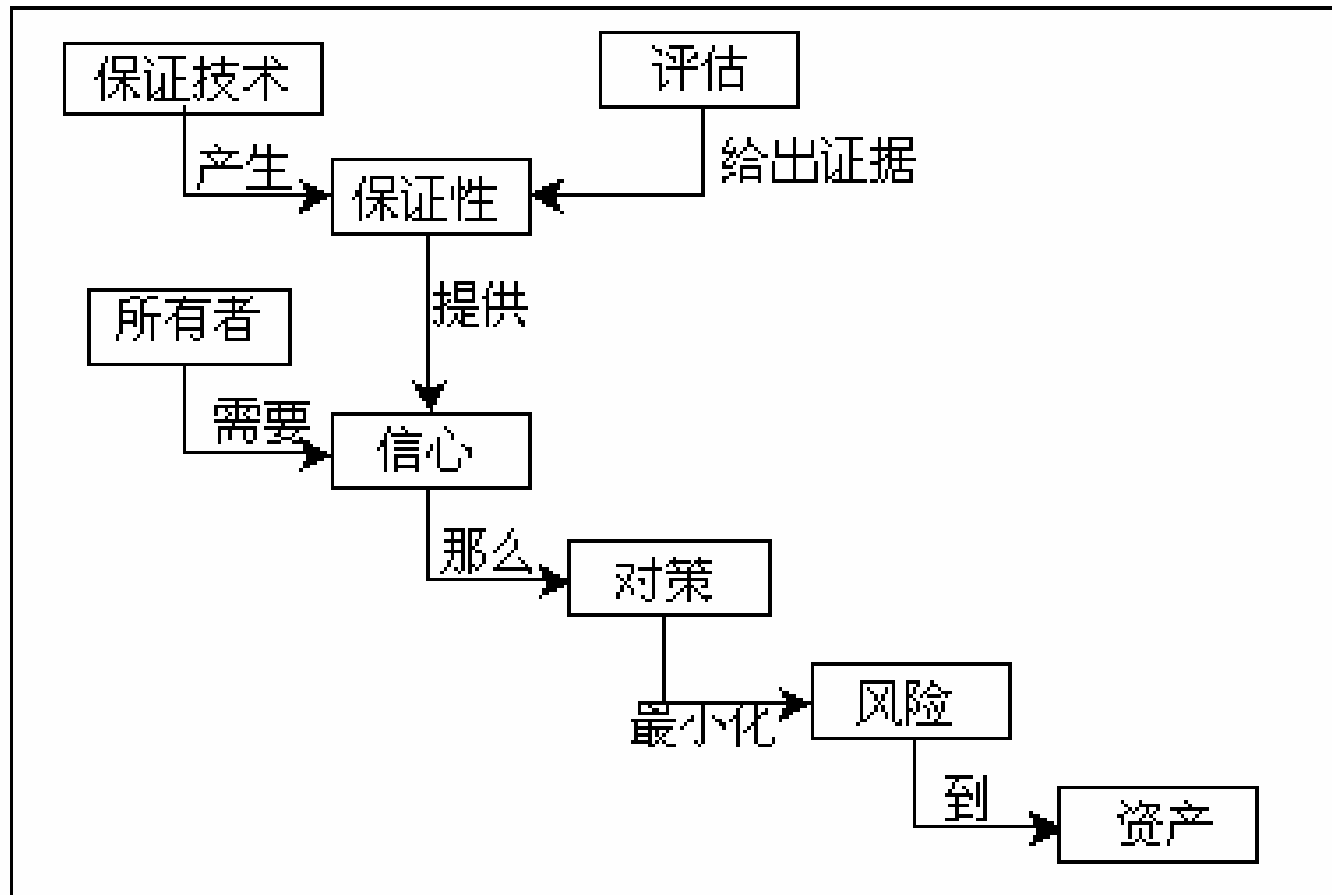 保证技术
评估
产生
给出证据
保证性
提供
所有者
需要
信心
那么
对策
最小化
风险
到
资产